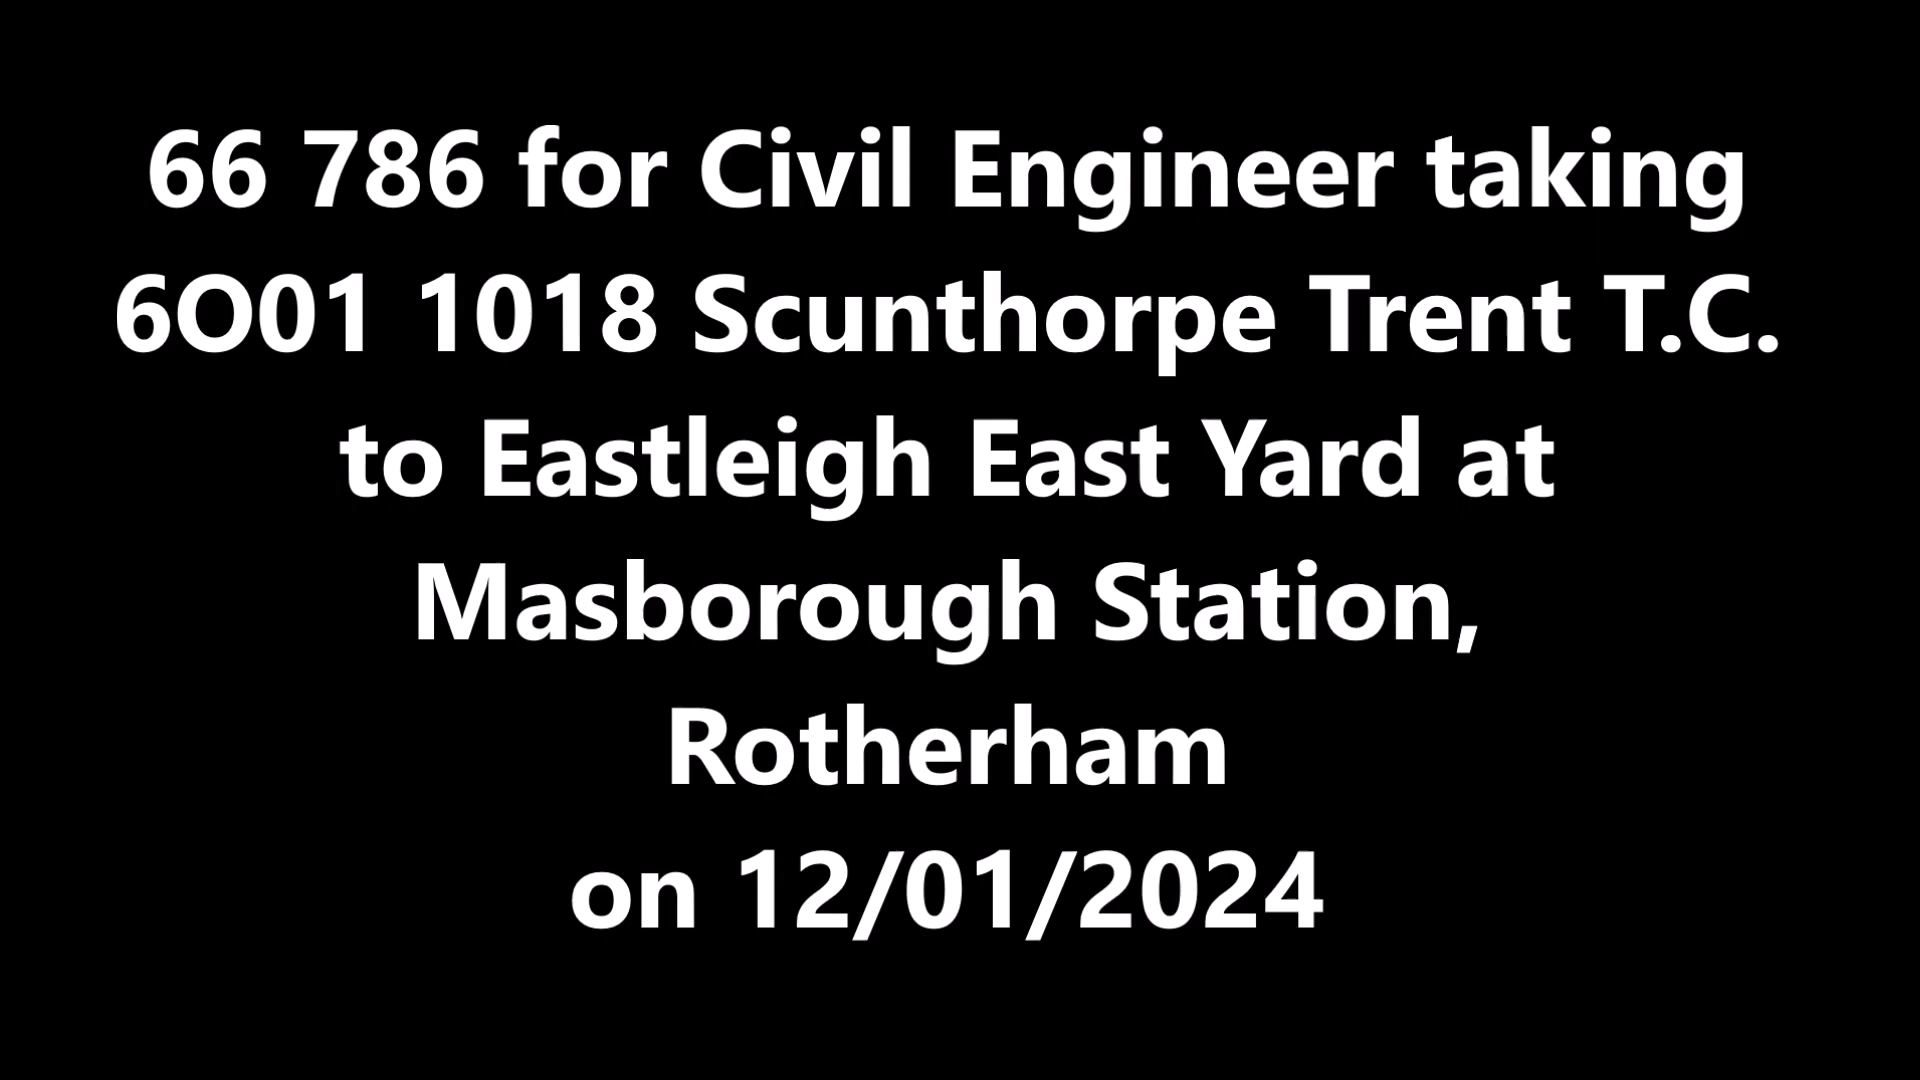 66 786 for Civil Engineer taking
6O01 1018 Scunthorpe Trent T.C.
to Eastleigh East Yard at
Masborough Station,
Rotherham
on 12/01/2024